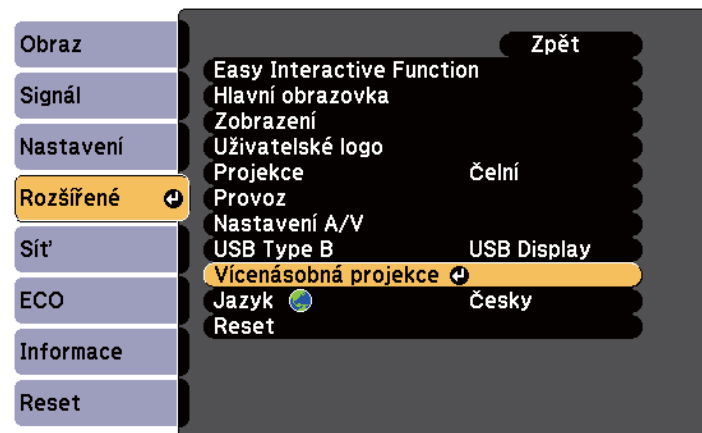 Obraz
Signál
Nastavení
Rozšířené
Síť
ECO
Informace
Reset
Zpět
Easy Interactive Function
Hlavní obrazovka
Zobrazení
Uživatelské logo
Projekce Čelní
Provoz
Nastavení A/V
USB Type B USB Display
Vícenásobná projekce
Jazyk Česky
Reset